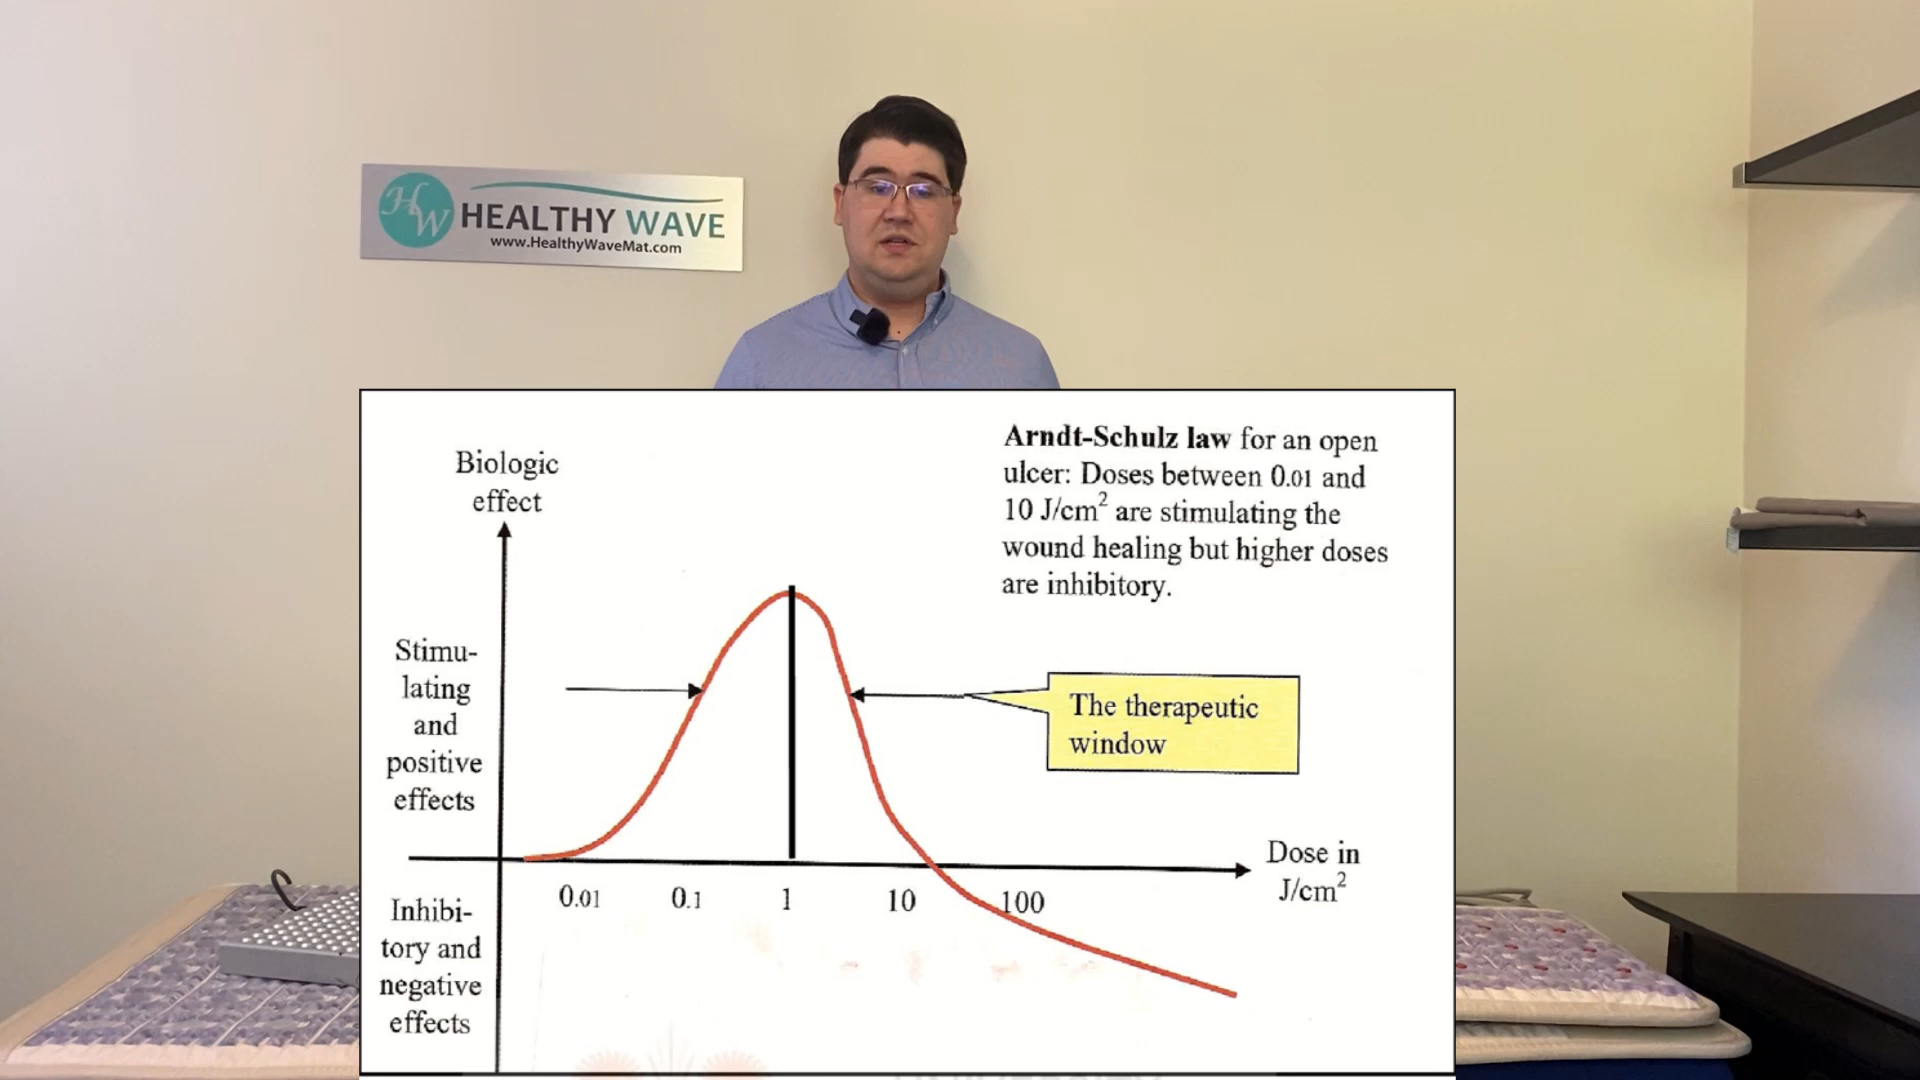 HW
HEALTHY WAVE
www.HealthyWaveMat.com
Arndt-Schulz law for an open
ulcer: Doses between 0.01 and
10 J/cm² are stimulating the
wound healing but higher doses
are inhibitory.
Biologic
effect
Stimu-
lating
and
positive
effects
The therapeutic
window
Dose in
J/cm²
0.01 0.1 1 10 100
Inhibi-
tory and
negative
effects